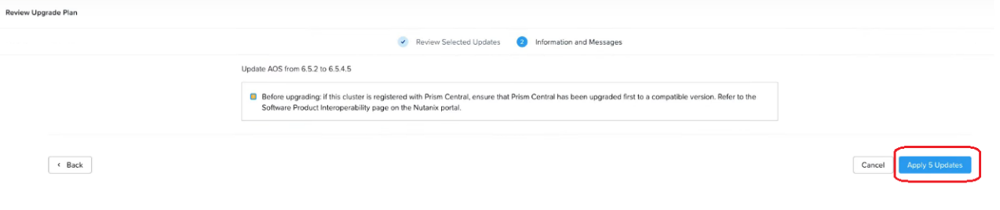 Review Upgrade Plan
Review Selected Updates
2 Information and Messages
Update AOS from 6.5.2 to 6.5.4.5
Before upgrading: if this cluster is registered with Prism Central, ensure that Prism Central has been upgraded first to a compatible version. Refer to the
Software Product Interoperability page on the Nutanix portal.
Back
Cancel
Apply 5 Updates